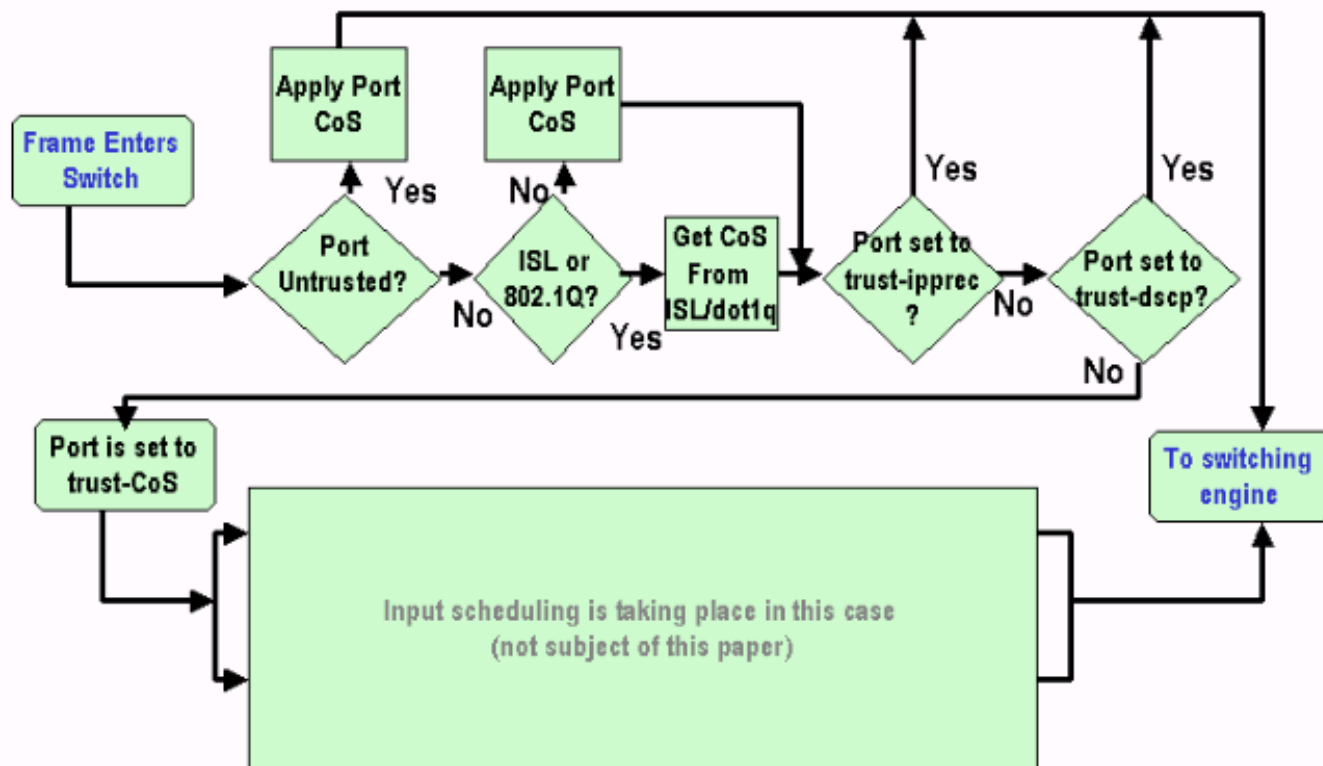 Frame Enters
Switch
Apply Port
CoS
Yes
Port
Untrusted?
No
Apply Port
CoS
No
ISL or
802.1Q?
Yes
Get CoS
From
ISL/dot1q
Yes
Port set to
trust-ipprec
?
No
Yes
Port set to
trust-dscp?
No
Port is set to
trust-CoS
Input scheduling is taking place in this case
(not subject of this paper)
To switching
engine